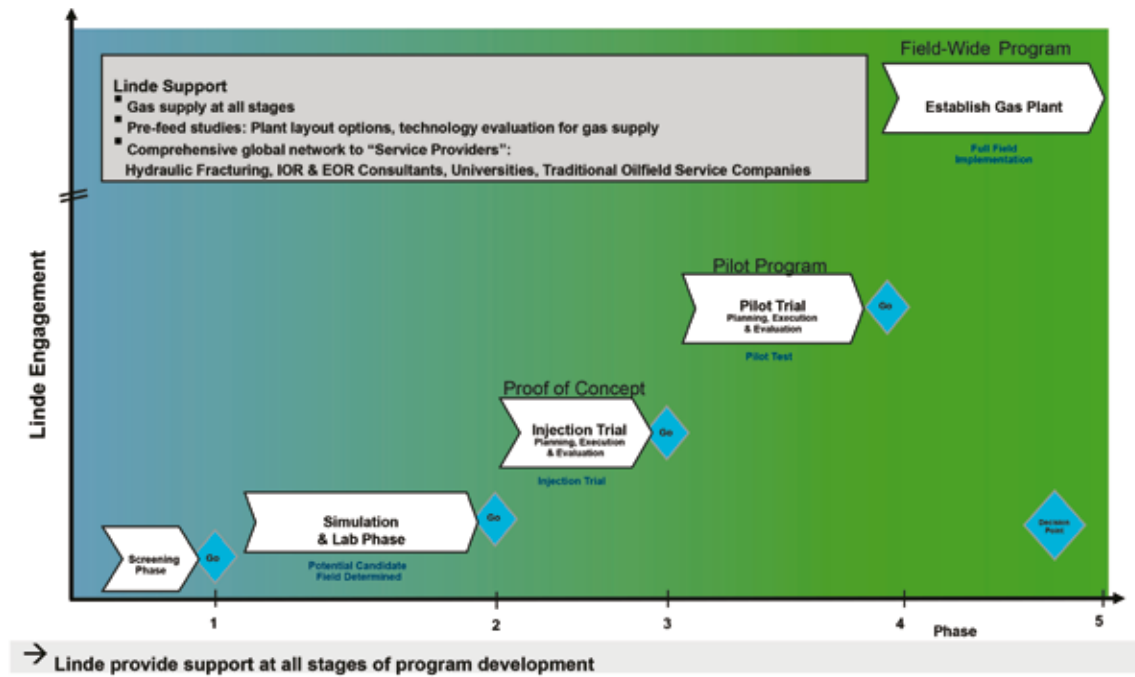 Field-Wide Program
Linde Support
▪ Gas supply at all stages
▪ Pre-feed studies: Plant layout options, technology evaluation for gas supply
▪ Comprehensive global network to “Service Providers”:
Hydraulic Fracturing, IOR & EOR Consultants, Universities, Traditional Oilfield Service Companies
Establish Gas Plant
Full Field
Implementation
Linde Engagement
Pilot Program
Pilot Trial
Planning, Execution
& Evaluation
Go
Pilot Test
Proof of Concept
Injection Trial
Planning, Execution
& Evaluation
Go
Injection Trial
Simulation
& Lab Phase
Go
Potential Candidate
Field Determined
Screening
Phase
Go
Decision
Point
1
2
3
4
5
Phase
→ Linde provide support at all stages of program development